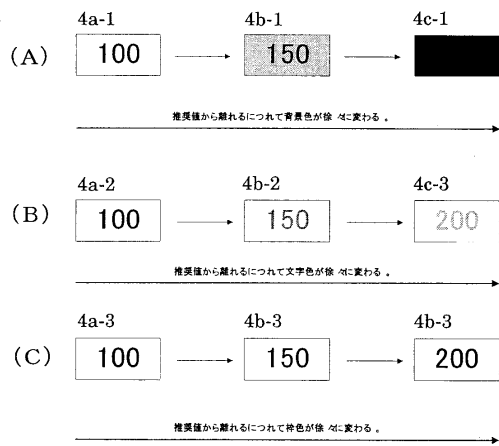 4a-1 4b-1 4c-1
(A) 100 150
推奨値から離れるにつれて背景色が徐々に変わる。
4a-2 4b-2 4c-3
(B) 100 150 200
推奨値から離れるにつれて文字色が徐々に変わる。
4a-3 4b-3 4b-3
(C) 100 150 200
推奨値から離れるにつれて枠色が徐々に変わる。